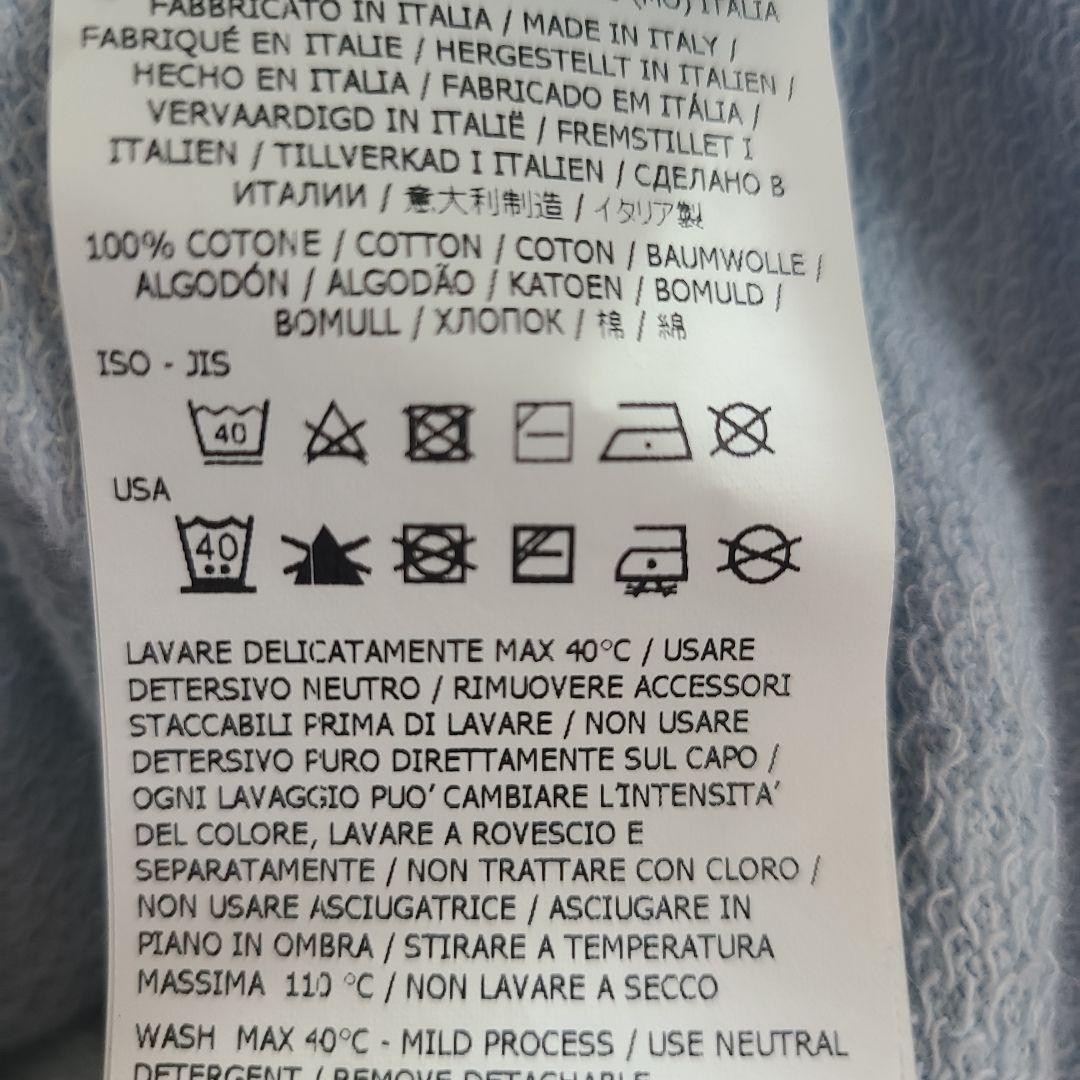 (MO) ITALIA
FABBRICATO IN ITALIA / MADE IN ITALY /
FABRIQUÉ EN ITALIE / HERGESTELLT IN ITALIEN /
HECHO EN ITALIA / FABRICADO EM ITÁLIA /
VERVAARDIGD IN ITALIË / FREMSTILLET I
ITALIEN / TILLVERKAD I ITALIEN / СДЕЛАНО В
ИТАЛИИ / 意大利制造 / イタリア製
100% COTONE / COTTON / COTON / BAUMWOLLE /
ALGODÓN / ALGODÃO / KATOEN / BOMULD /
BOMULL / ХЛОПОК / 棉 / 綿
ISO - JIS
40
USA
40
LAVARE DELICATAMENTE MAX 40°C / USARE
DETERSIVO NEUTRO / RIMUOVERE ACCESSORI
STACCABILI PRIMA DI LAVARE / NON USARE
DETERSIVO PURO DIRETTAMENTE SUL CAPO /
OGNI LAVAGGIO PUO' CAMBIARE L'INTENSITA'
DEL COLORE, LAVARE A ROVESCIO E
SEPARATAMENTE / NON TRATTARE CON CLORO /
NON USARE ASCIUGATRICE / ASCIUGARE IN
PIANO IN OMBRA / STIRARE A TEMPERATURA
MASSIMA 110 °C / NON LAVARE A SECCO
WASH MAX 40°C - MILD PROCESS / USE NEUTRAL
DETERGENT / REMOVE DETACHABLE